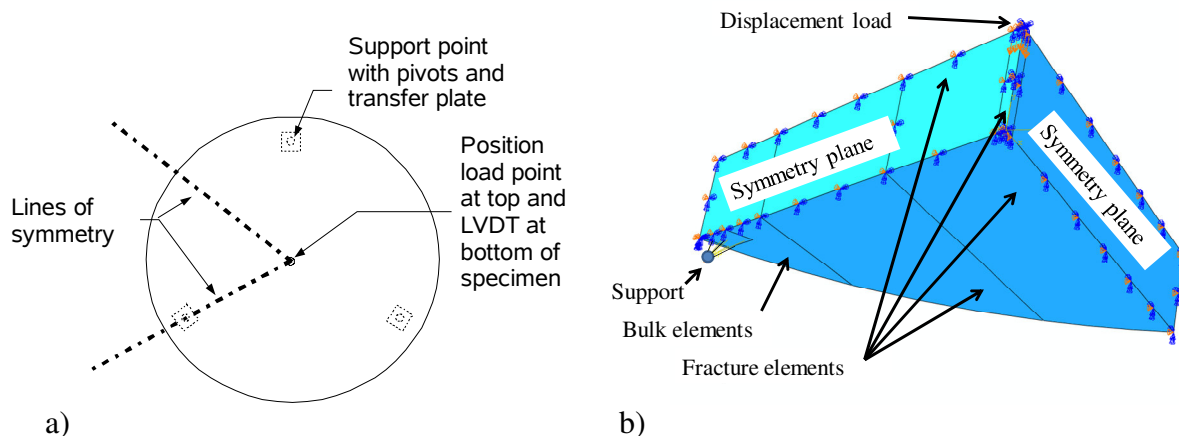 Support point
with pivots and
transfer plate
Position
load point
at top and
LVDT at
bottom of
specimen
Lines of
symmetry
a)
Displacement load
Symmetry plane
Symmetry plane
Support
Bulk elements
Fracture elements
b)